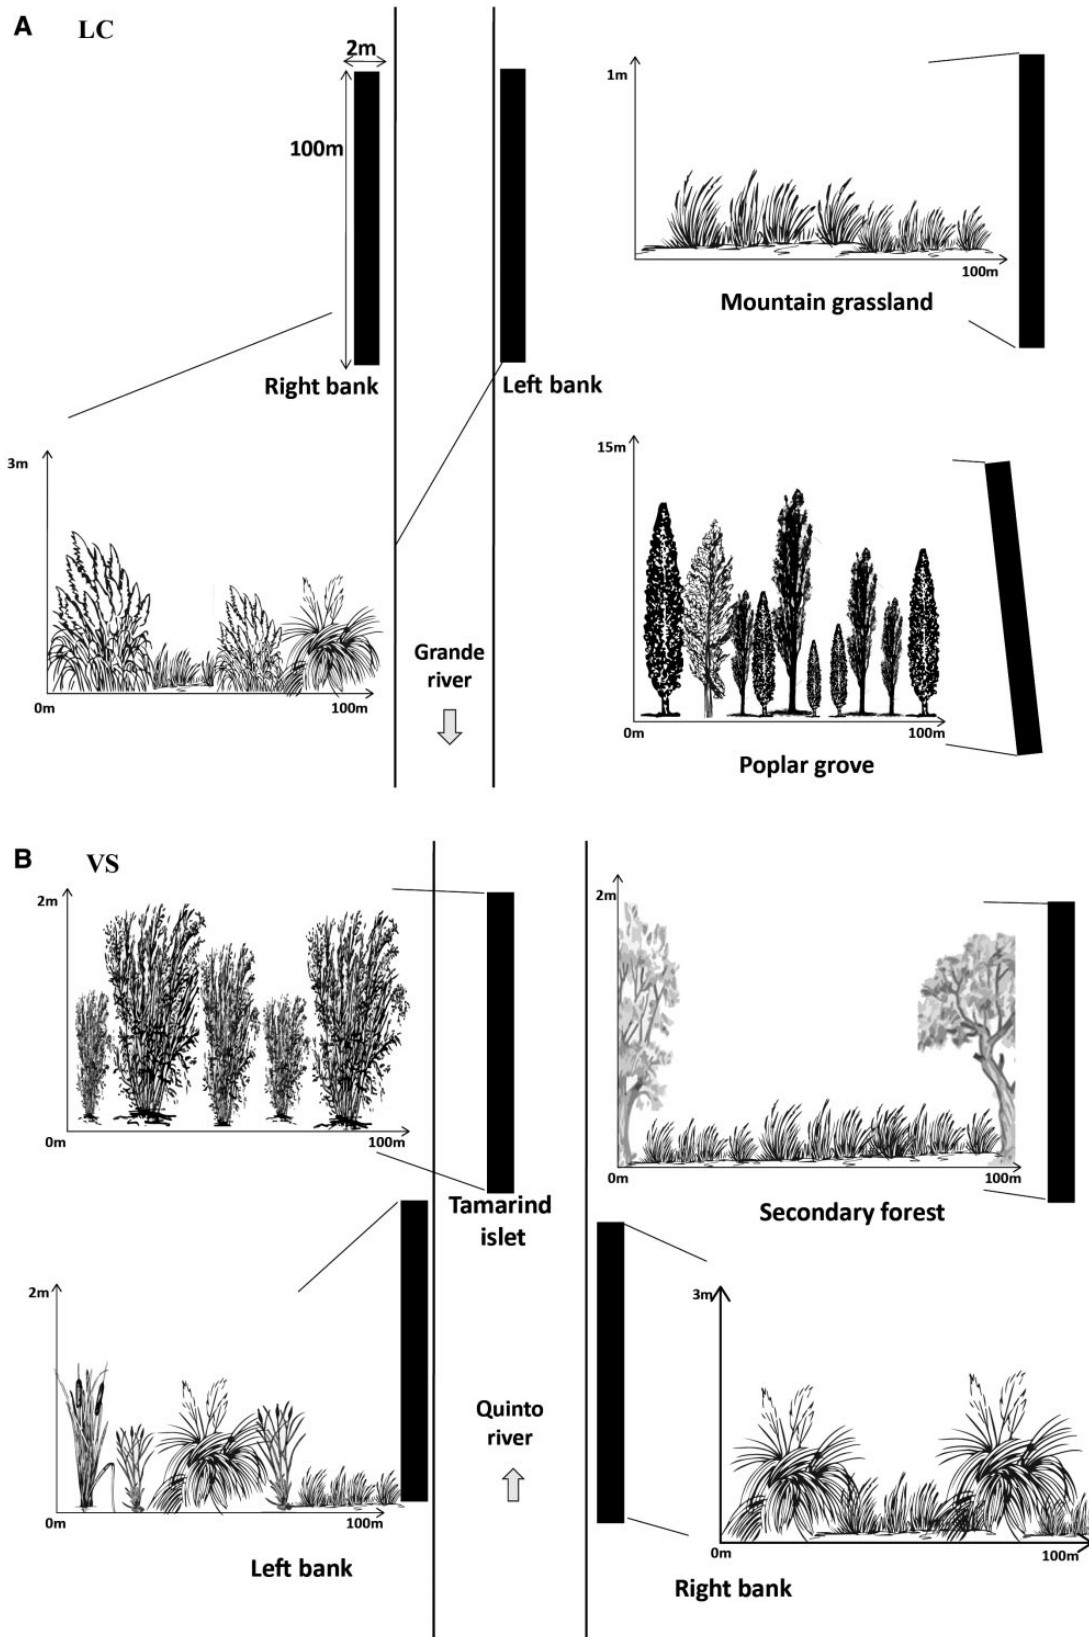 A LC
2m
100m
Right bank
Left bank
1m
100m
Mountain grassland
3m
0m
100m
Grande
river
15m
0m
100m
Poplar grove
B VS
2m
0m
100m
Tamarind
islet
2m
0m
100m
Secondary forest
2m
0m
100m
Left bank
Quinto
river
3m
0m
100m
Right bank